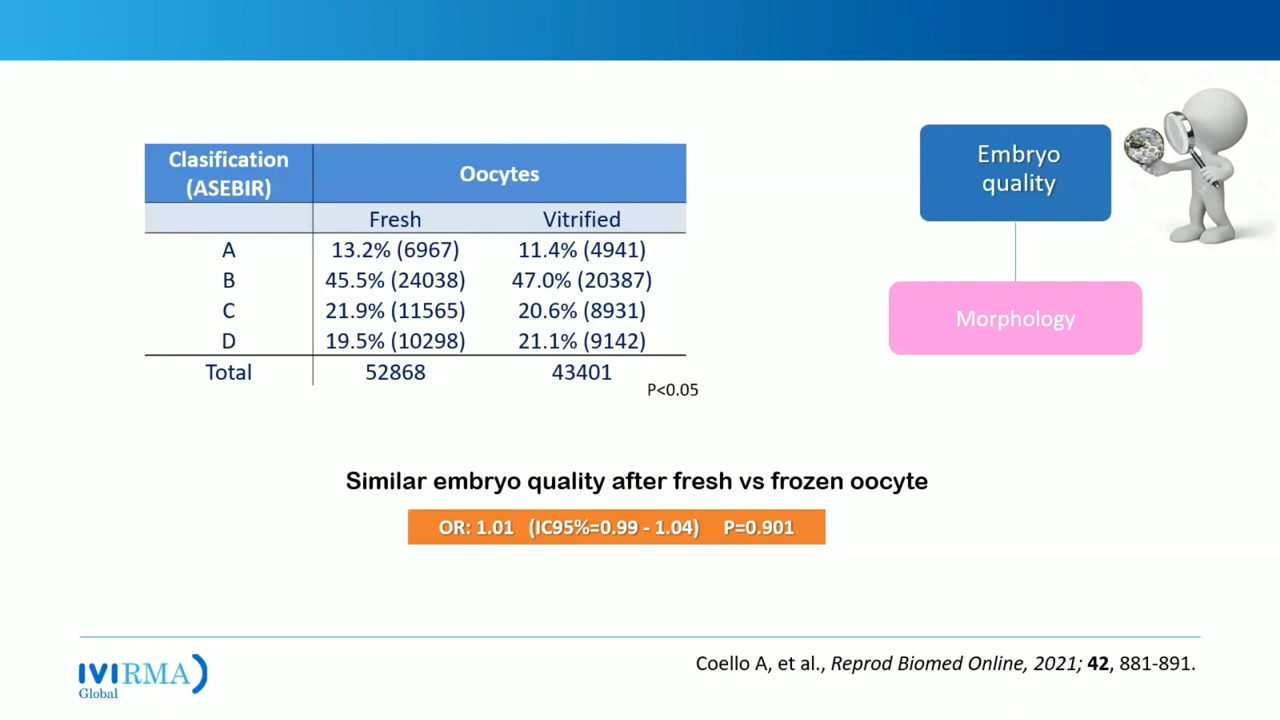 Clasification (ASEBIR) Oocytes
Fresh Vitrified
A 13.2% (6967) 11.4% (4941)
B 45.5% (24038) 47.0% (20387)
C 21.9% (11565) 20.6% (8931)
D 19.5% (10298) 21.1% (9142)
Total 52868 43401
P<0.05
Embryo
quality
Morphology
Similar embryo quality after fresh vs frozen oocyte
OR: 1.01 (IC95%=0.99 - 1.04) P=0.901
IVIRMA
Global
Coello A, et al., Reprod Biomed Online, 2021; 42, 881-891.